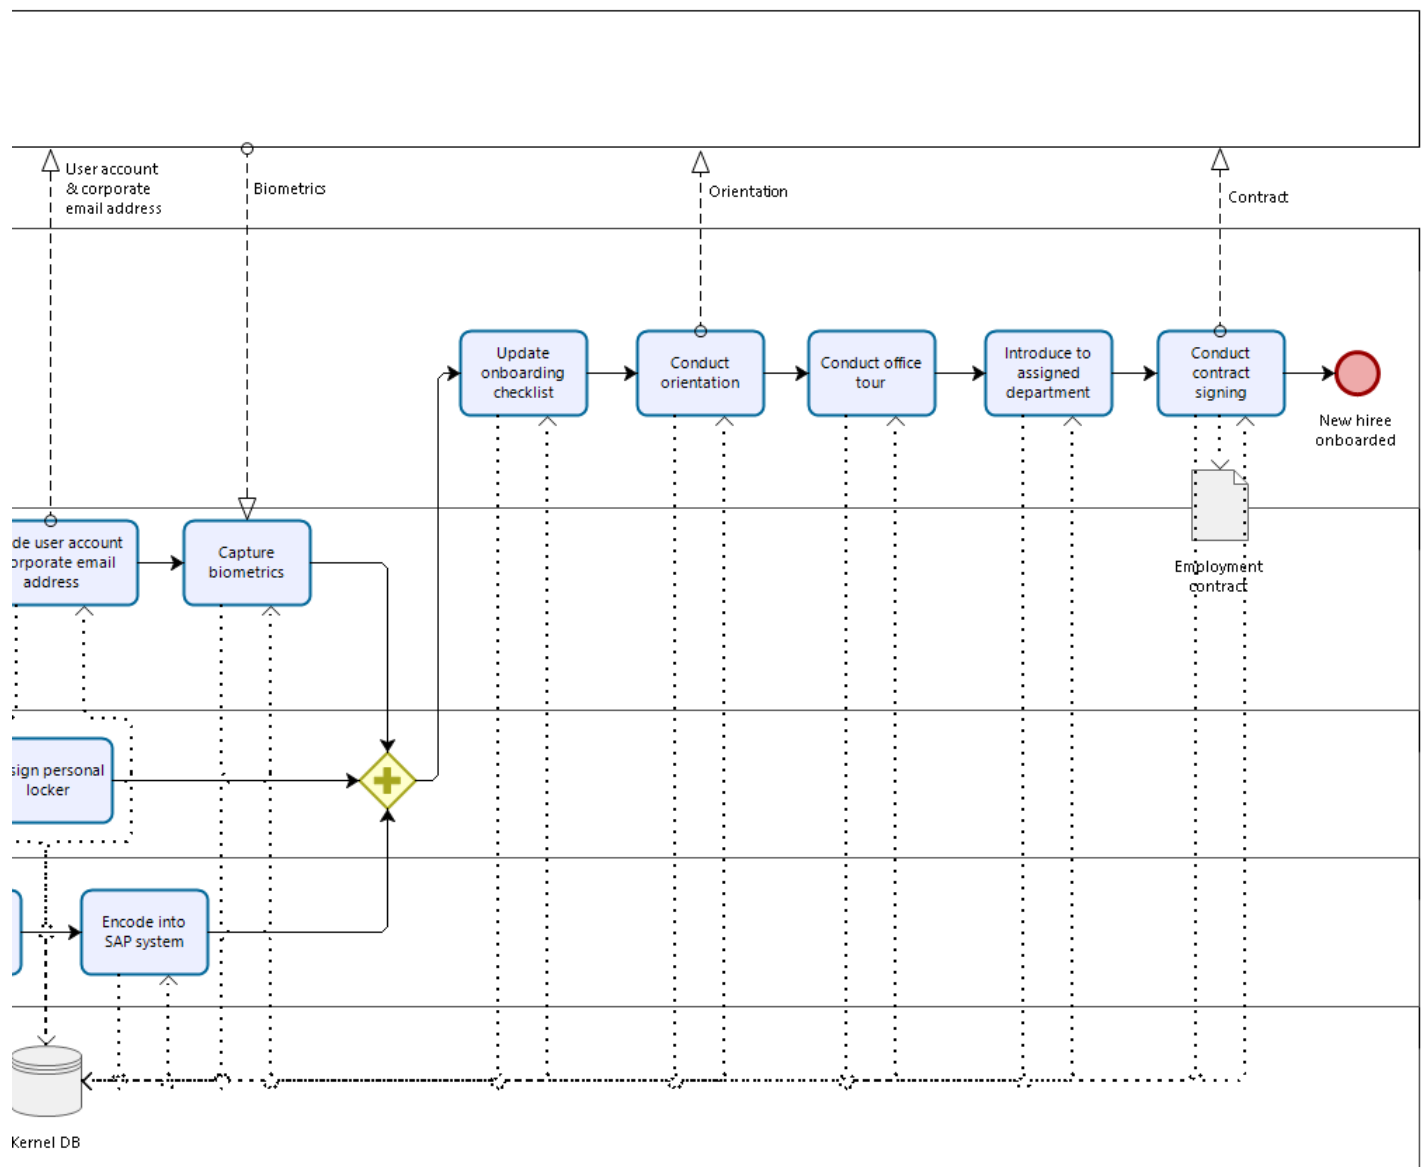 User account
& corporate
email address
Biometrics
Orientation
Contract
Update
onboarding
checklist
Conduct
orientation
Conduct office
tour
Introduce to
assigned
department
Conduct
contract
signing
New hiree
onboarded
de user account
orporate email
address
Capture
biometrics
Employment
contract
sign personal
locker
Encode into
SAP system
Kernel DB